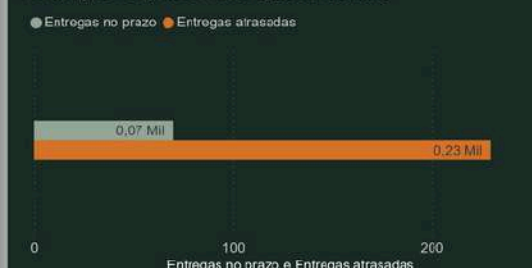 Entregas no prazo Entregas atrasadas
0,07 Mil
0,23 Mil
0 100 200
Entregas no prazo e Entregas atrasadas